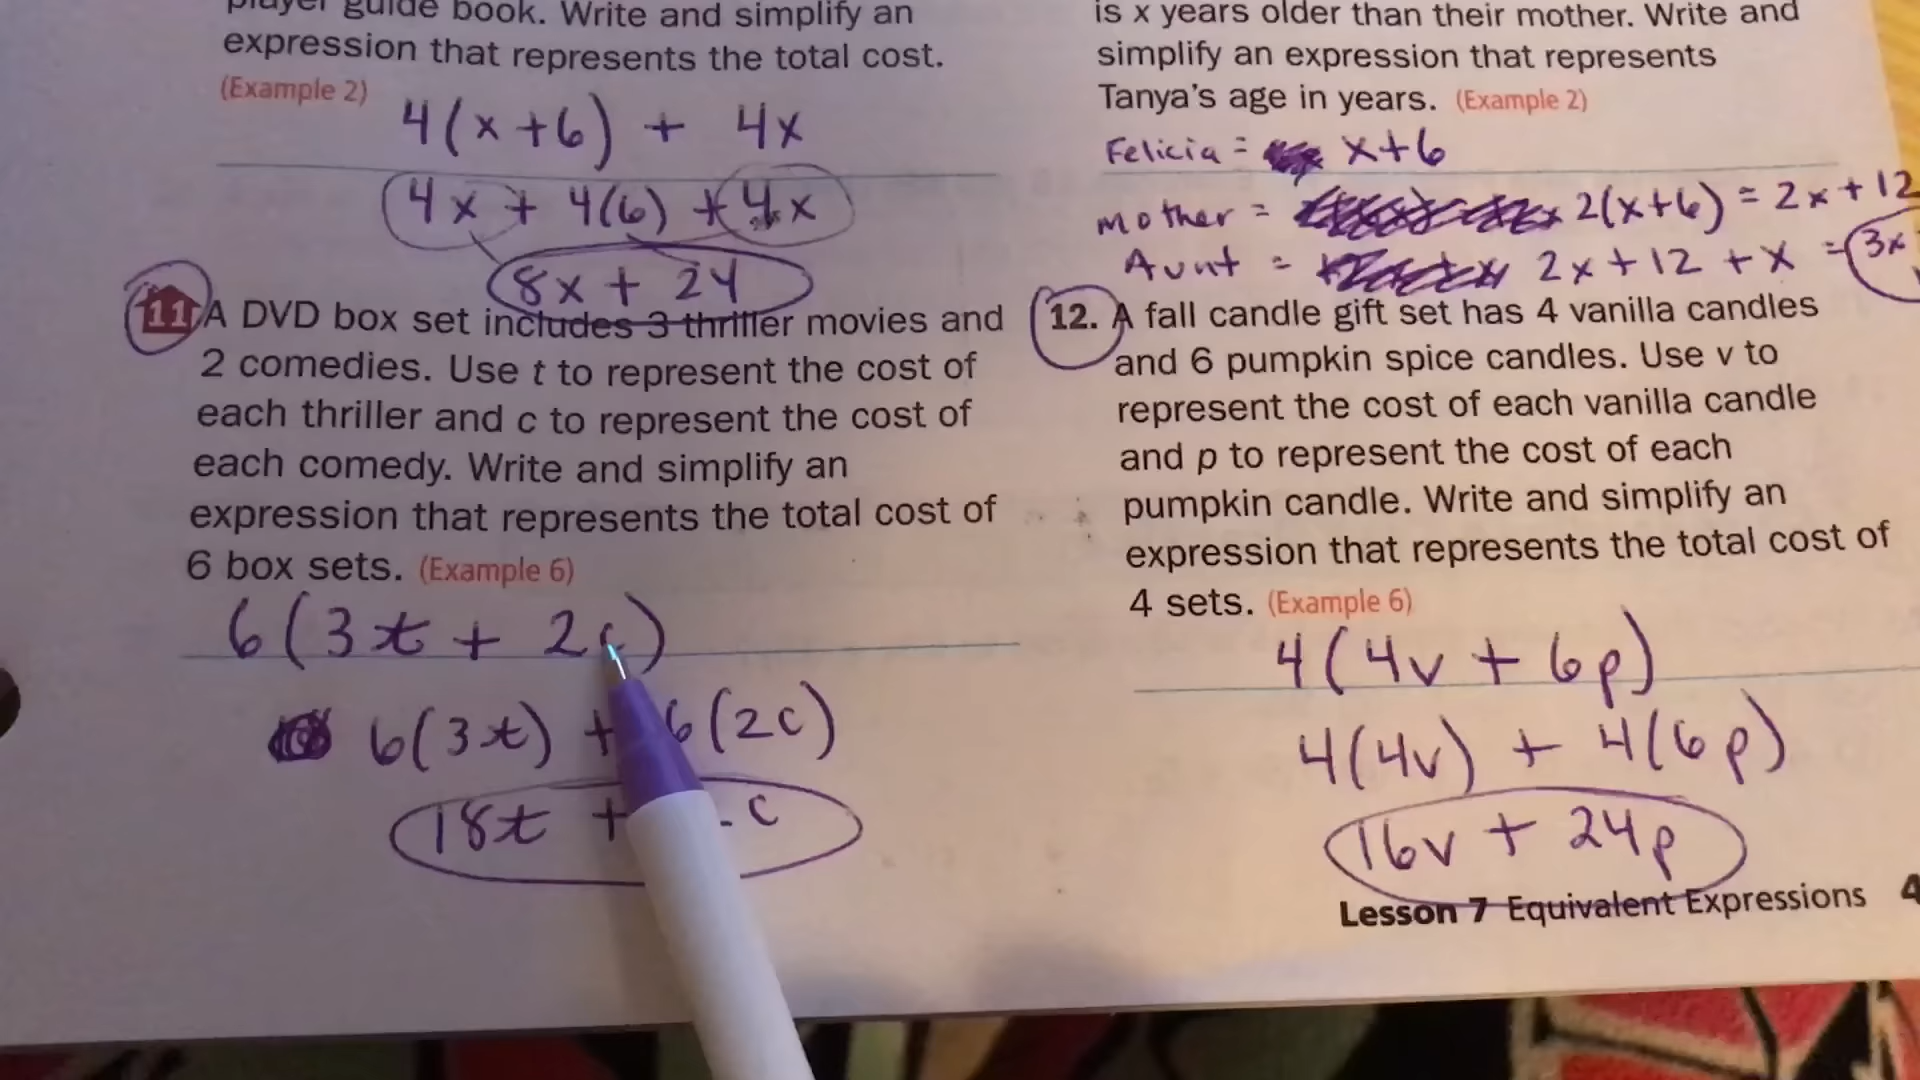 player guide book. Write and simplify an
expression that represents the total cost.
(Example 2)
4(x+6) + 4x
4x + 4(6) + 4x
8x + 24
11 A DVD box set includes 3 thriller movies and
2 comedies. Use t to represent the cost of
each thriller and c to represent the cost of
each comedy. Write and simplify an
expression that represents the total cost of
6 box sets. (Example 6)
6(3t + 2c)
6(3t) + 6(2c)
18t + c
is x years older than their mother. Write and
simplify an expression that represents
Tanya's age in years. (Example 2)
Felicia = x+6
mother = 2(x+6) = 2x+12
Aunt = 2x+12 +x = 3x
12. A fall candle gift set has 4 vanilla candles
and 6 pumpkin spice candles. Use v to
represent the cost of each vanilla candle
and p to represent the cost of each
pumpkin candle. Write and simplify an
expression that represents the total cost of
4 sets. (Example 6)
4(4v + 6p)
4(4v) + 4(6p)
16v + 24p
Lesson 7 Equivalent Expressions 4